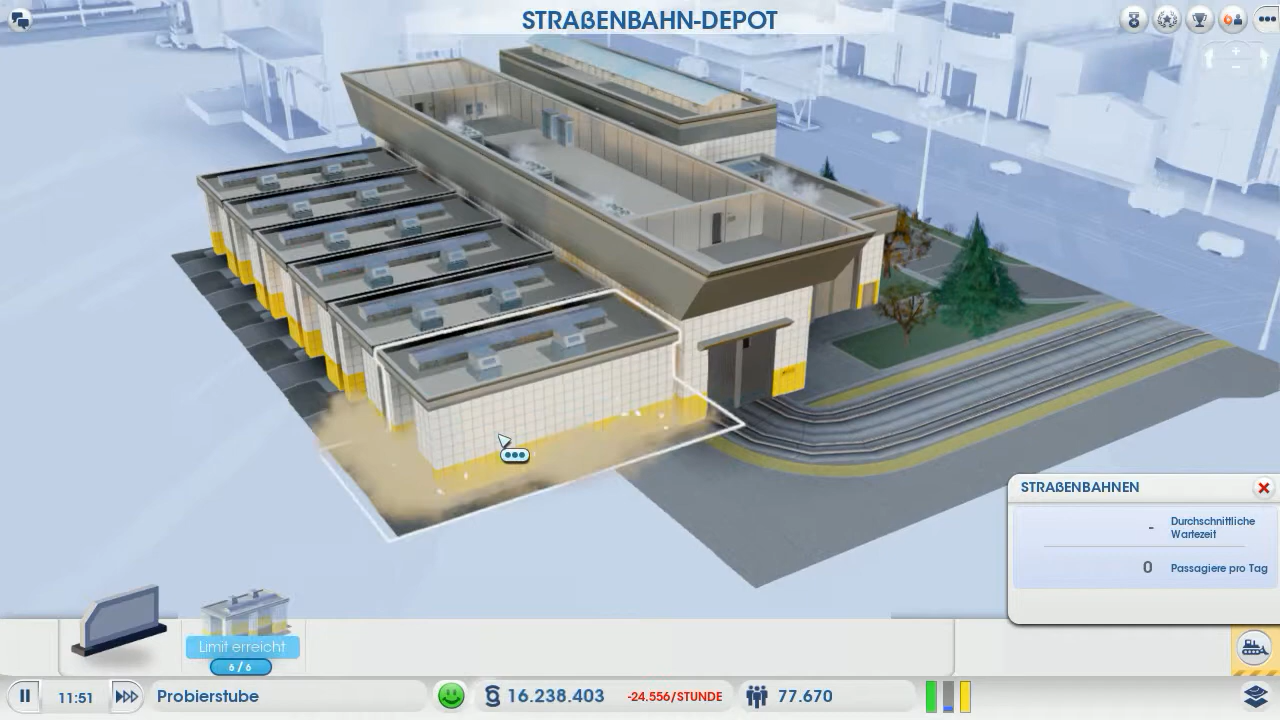 STRAßENBAHN-DEPOT
STRAßENBAHNEN
- Durchschnittliche
Wartezeit
0 Passagiere pro Tag
Limit erreicht
6 / 6
11:51 Probierstube 16.238.403 -24.556/STUNDE 77.670